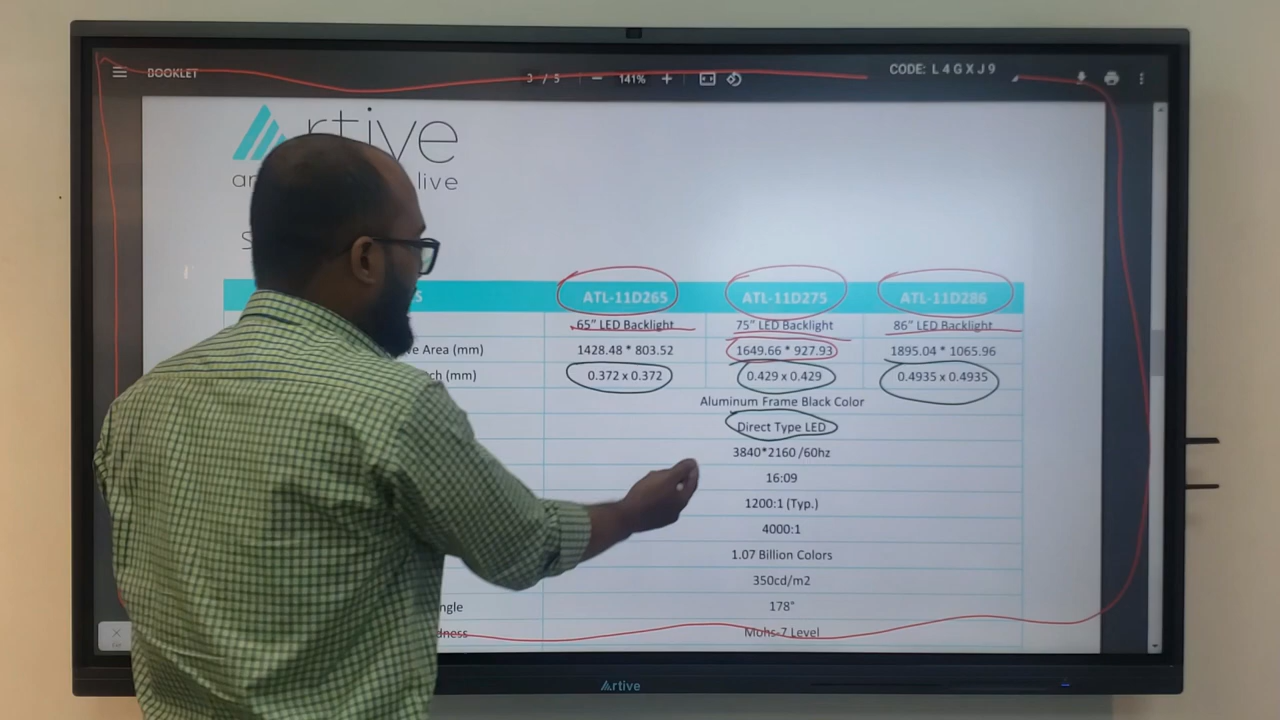 BOOKLET
3 / 5
141%
CODE: L 4 G X J 9
rtive
live
ATL-11D265 ATL-11D275 ATL-11D286
65" LED Backlight 75" LED Backlight 86" LED Backlight
Area (mm) 1428.48 * 803.52 1649.66 * 927.93 1895.04 * 1065.96
(mm) 0.372 x 0.372 0.429 x 0.429 0.4935 x 0.4935
Aluminum Frame Black Color
Direct Type LED
3840*2160 /60hz
16:09
1200:1 (Typ.)
4000:1
1.07 Billion Colors
350cd/m2
178°
Mohs-7 Level
Artive